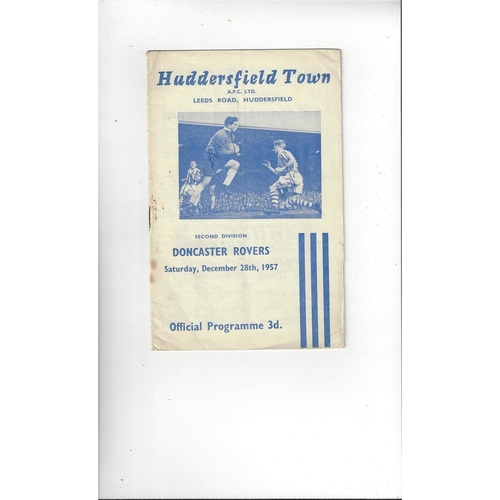 Huddersfield Town
A.F.C. LTD.
LEEDS ROAD, HUDDERSFIELD
SECOND DIVISION
DONCASTER ROVERS
Saturday, December 28th, 1957
Official Programme 3d.